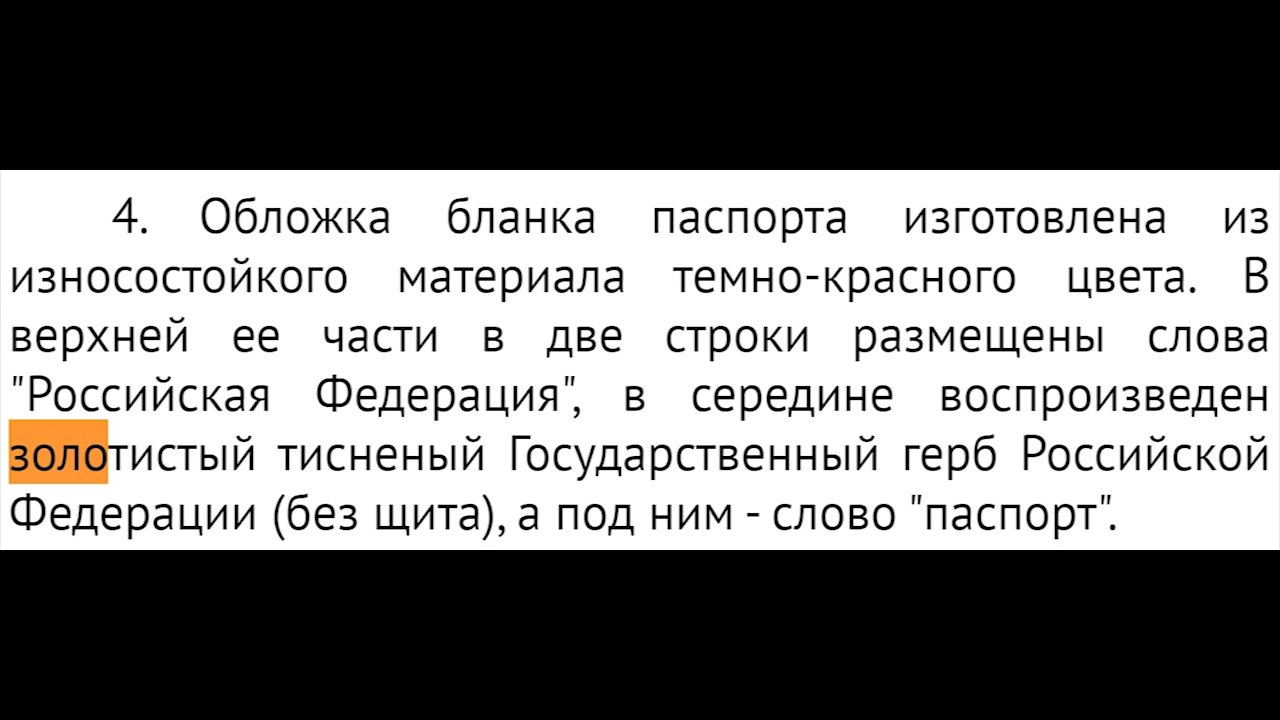 4. Обложка бланка паспорта изготовлена из
износостойкого материала темно-красного цвета. В
верхней ее части в две строки размещены слова
"Российская Федерация", в середине воспроизведен
золотистый тисненый Государственный герб Российской
Федерации (без щита), а под ним - слово "паспорт".